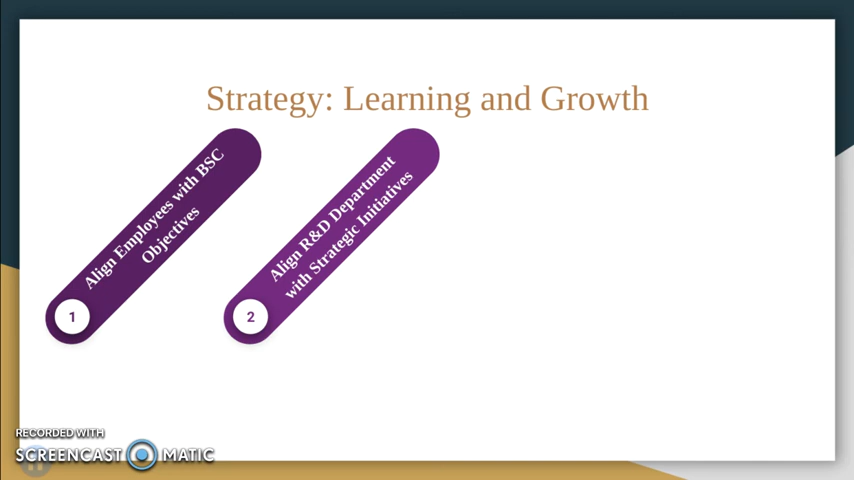 Strategy: Learning and Growth
Align Employees with BSC
Objectives
1
Align R&D Department
with Strategic Initiatives
2
RECORDED WITH
SCREENCAST MATIC